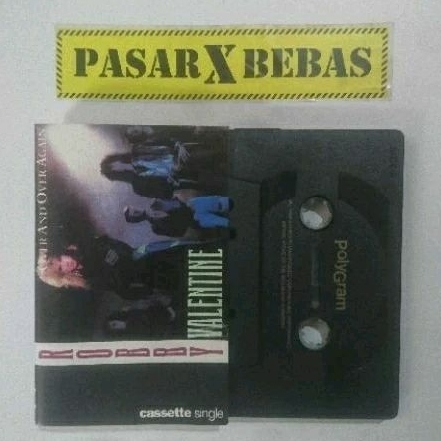 PASAR X BEBAS
OVER AND OVER AGAIN
ROBBY
VALENTINE
cassette single
PolyGram